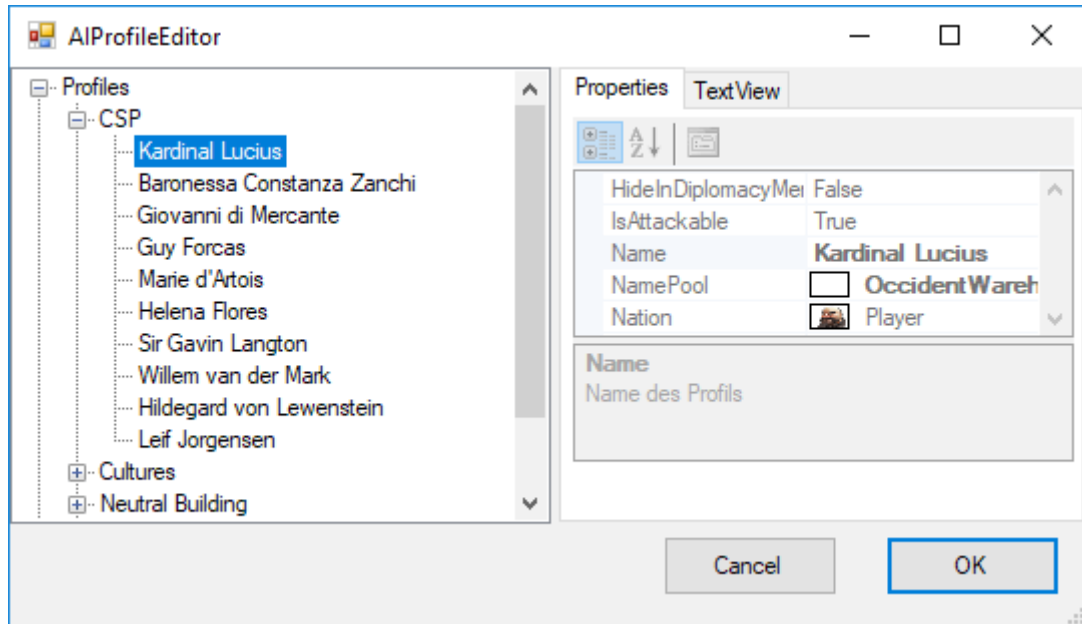 AIProfileEditor
Profiles
CSP
Kardinal Lucius
Baronessa Constanza Zanchi
Giovanni di Mercante
Guy Forcas
Marie d'Artois
Helena Flores
Sir Gavin Langton
Willem van der Mark
Hildegard von Lewenstein
Leif Jorgensen
Cultures
Neutral Building
Properties TextView
HideInDiplomacyMer False
IsAttackable True
Name Kardinal Lucius
NamePool OccidentWareh
Nation Player
Name
Name des Profils
Cancel OK